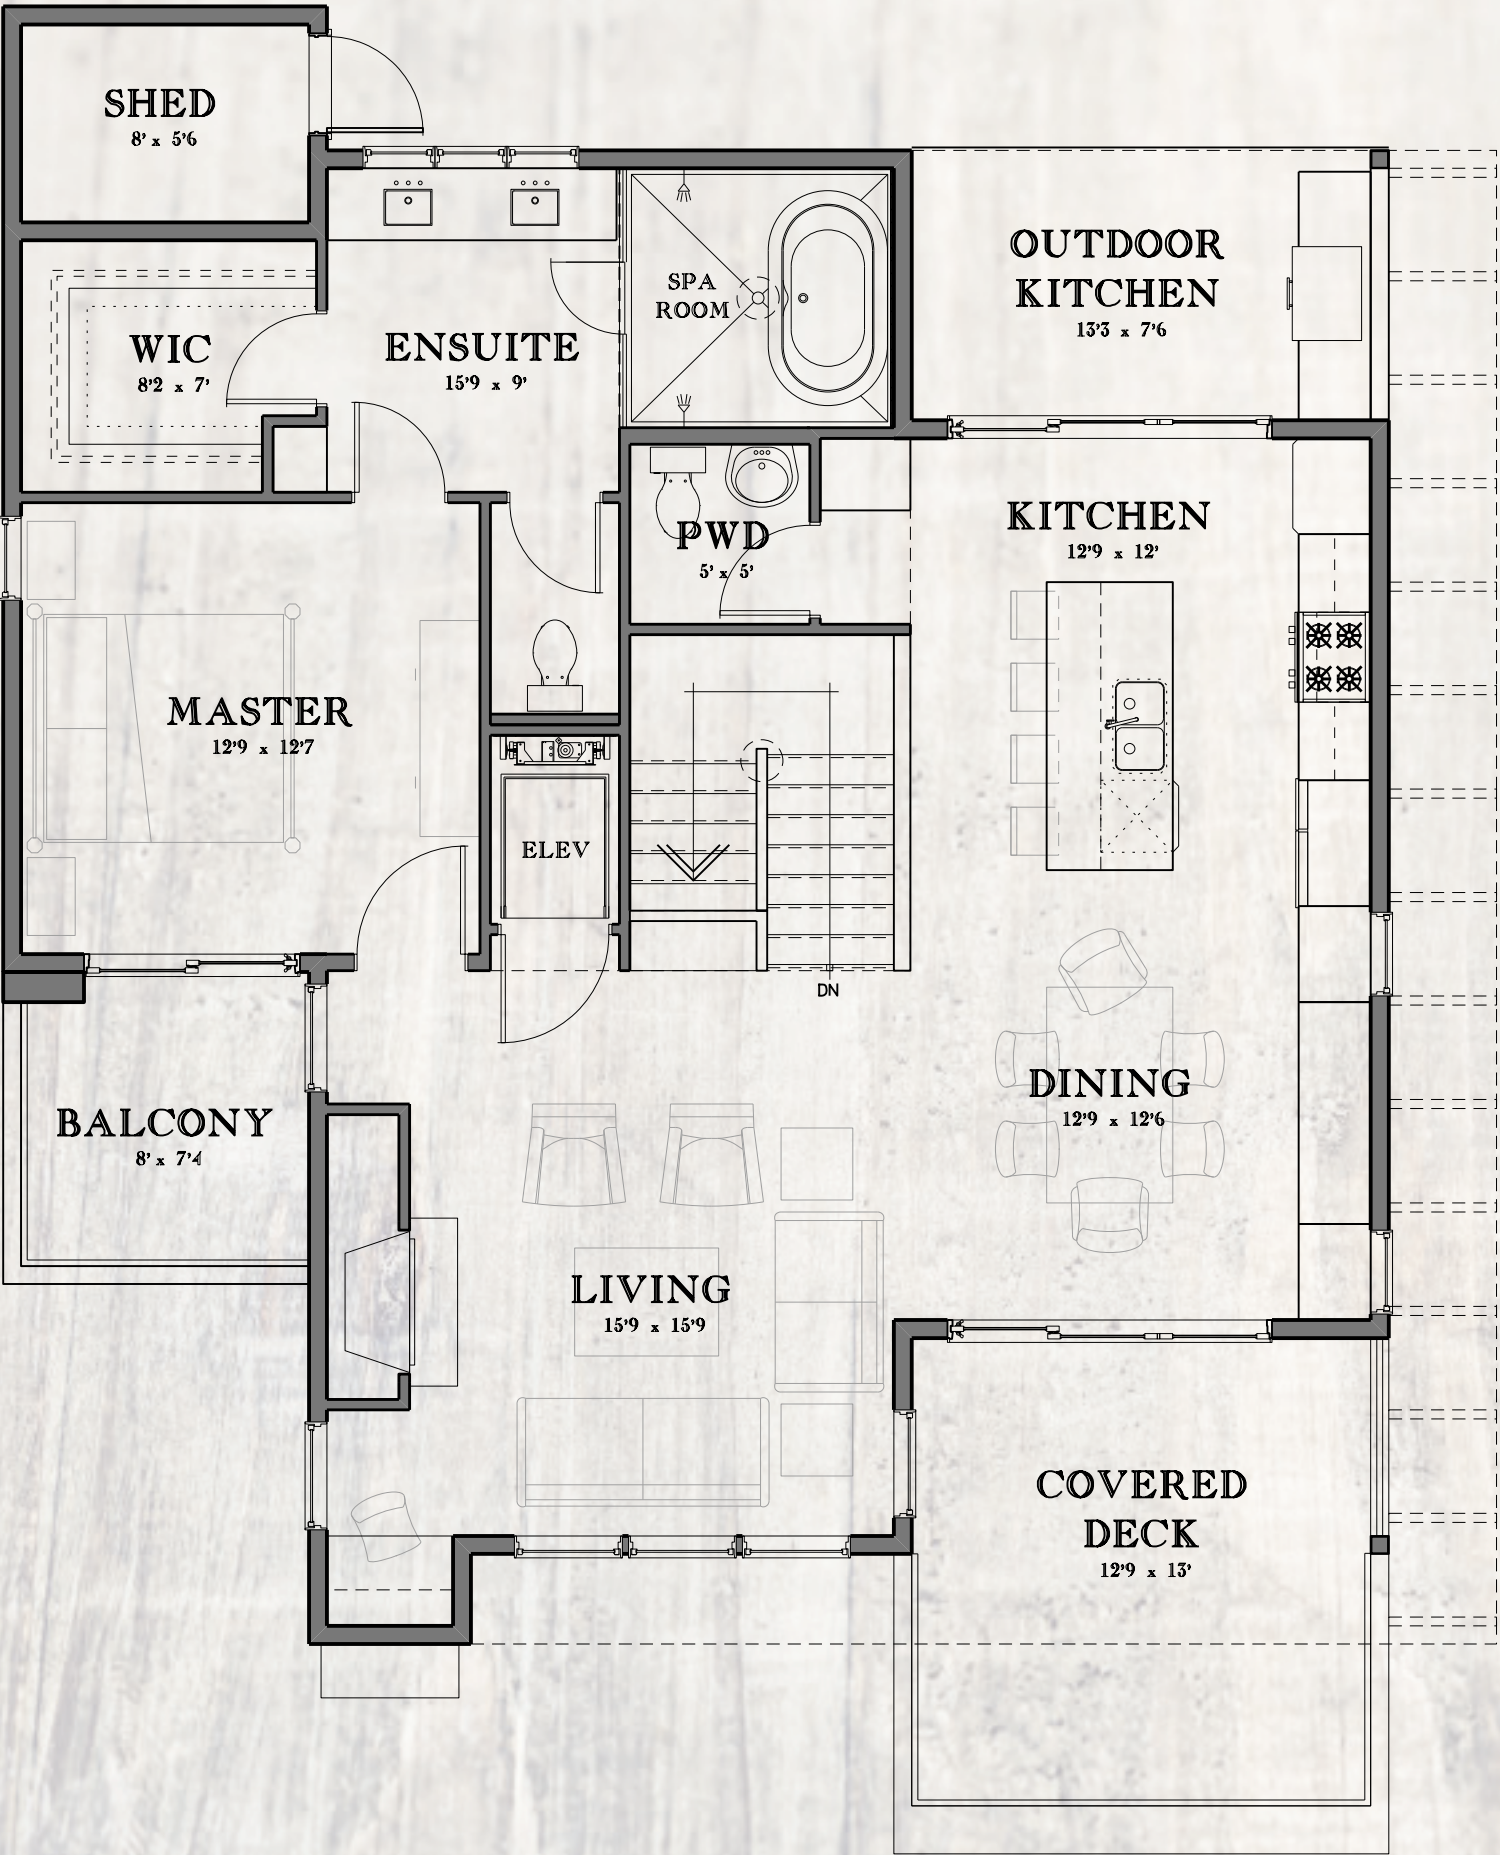 SHED
8' x 5'6
OUTDOOR
KITCHEN
13'3 x 7'6
SPA
ROOM
WIC
8'2 x 7'
ENSUITE
15'9 x 9'
KITCHEN
12'9 x 12'
PWD
5' x 5'
MASTER
12'9 x 12'7
ELEV
DN
DINING
12'9 x 12'6
BALCONY
8' x 7'4
LIVING
15'9 x 15'9
COVERED
DECK
12'9 x 13'